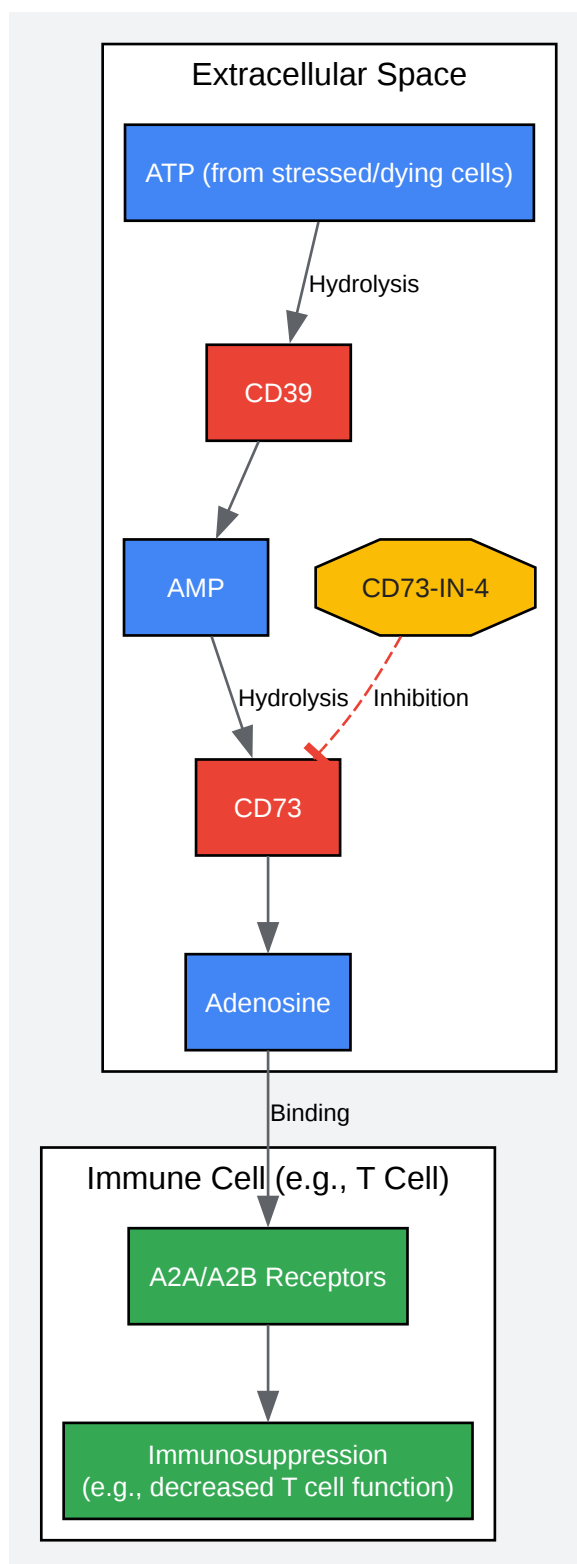 Extracellular Space
ATP (from stressed/dying cells)
Hydrolysis
CD39
AMP
CD73-IN-4
Hydrolysis
Inhibition
CD73
Adenosine
Binding
Immune Cell (e.g., T Cell)
A2A/A2B Receptors
Immunosuppression
(e.g., decreased T cell function)